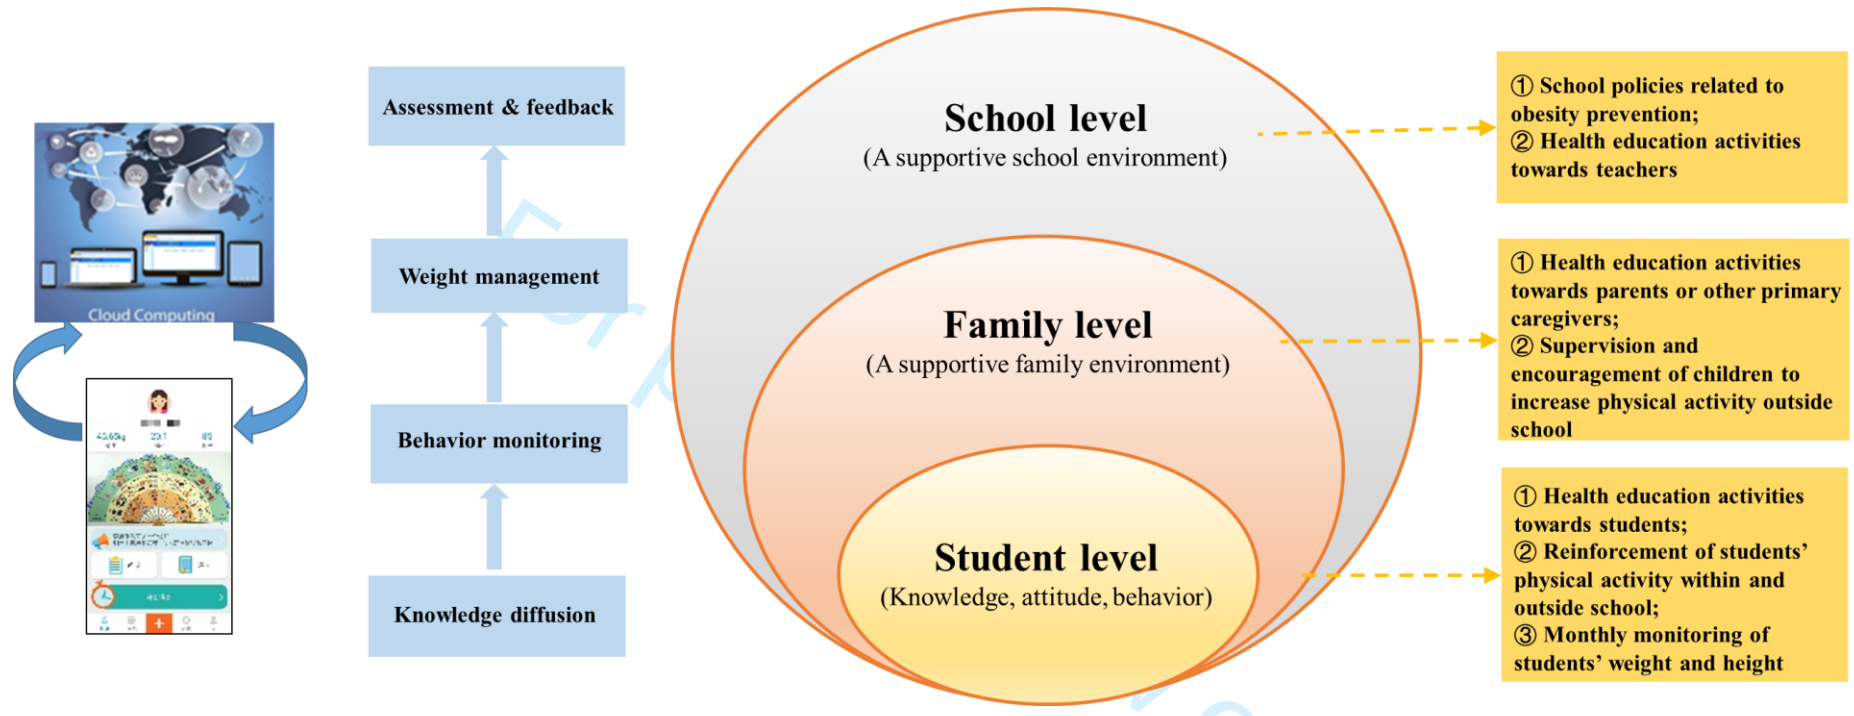 Cloud Computing
Assessment & feedback
Weight management
Behavior monitoring
Knowledge diffusion
School level
(A supportive school environment)
Family level
(A supportive family environment)
Student level
(Knowledge, attitude, behavior)
① School policies related to
obesity prevention;
② Health education activities
towards teachers
① Health education activities
towards parents or other primary
caregivers;
② Supervision and
encouragement of children to
increase physical activity outside
school
① Health education activities
towards students;
② Reinforcement of students’
physical activity within and
outside school;
③ Monthly monitoring of
students’ weight and height
For p